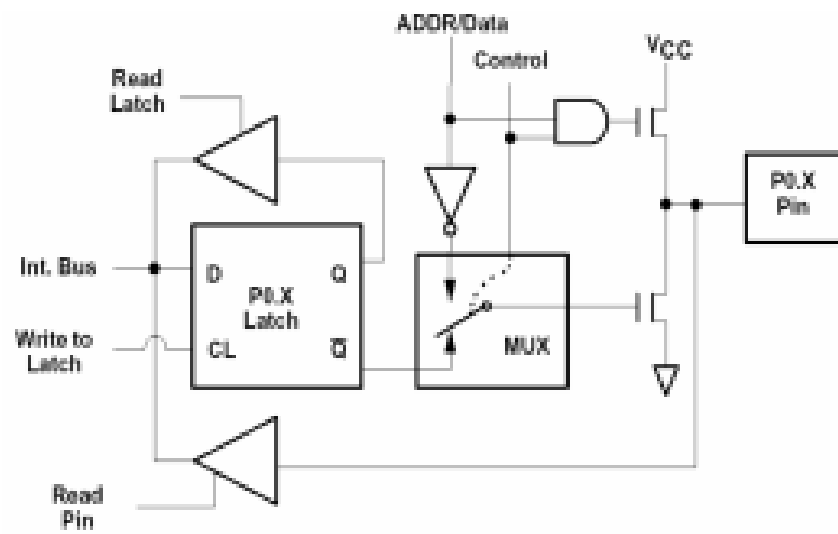 ADDR/Data
Control
VCC
Read
Latch
P0.X
Pin
Int. Bus
D
Q
P0.X
Latch
Write to
Latch
CL
Q̅
MUX
Read
Pin